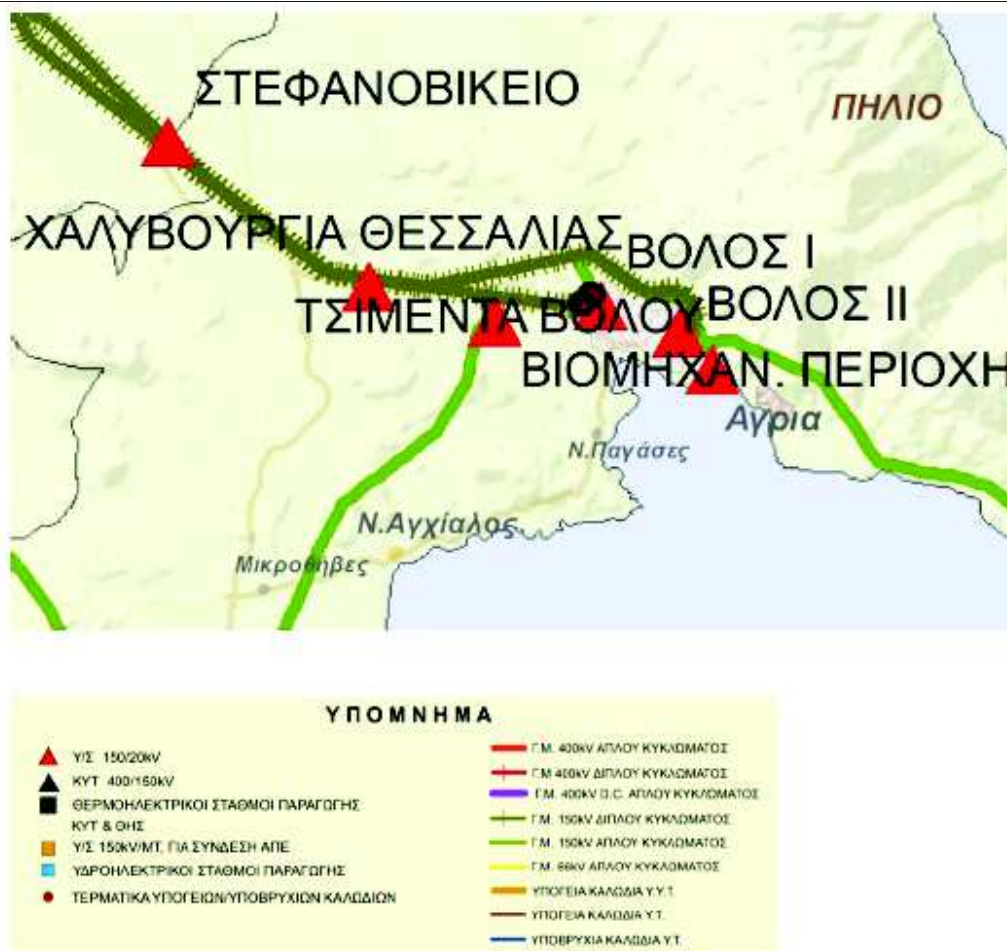 ΣΤΕΦΑΝΟΒΙΚΕΙΟ
ΠΗΛΙΟ
ΧΑΛΥΒΟΥΡΓΙΑ ΘΕΣΣΑΛΙΑΣ
ΒΟΛΟΣ Ι
ΤΣΙΜΕΝΤΑ ΒΟΛΟΥ
ΒΟΛΟΣ ΙΙ
ΒΙΟΜΗΧΑΝ. ΠΕΡΙΟΧΗ
Αγρια
Ν.Παγάσες
Ν.Αγχίαλος
Μικροθήβες
ΥΠΟΜΝΗΜΑ
Υ/Σ 150/20kV
ΚΥΤ 400/150kV
ΘΕΡΜΟΗΛΕΚΤΡΙΚΟΙ ΣΤΑΘΜΟΙ ΠΑΡΑΓΩΓΗΣ
ΚΥΤ & ΘΗΣ
Υ/Σ 150kV/ΜΤ. ΓΙΑ ΣΥΝΔΕΣΗ ΑΠΕ
ΥΔΡΟΗΛΕΚΤΡΙΚΟΙ ΣΤΑΘΜΟΙ ΠΑΡΑΓΩΓΗΣ
ΤΕΡΜΑΤΙΚΑ ΥΠΟΓΕΙΩΝ/ΥΠΟΒΡΥΧΙΩΝ ΚΑΛΩΔΙΩΝ
Γ.Μ. 400kV ΑΠΛΟΥ ΚΥΚΛΩΜΑΤΟΣ
Γ.Μ 400kV ΔΙΠΛΟΥ ΚΥΚΛΩΜΑΤΟΣ
Γ.Μ. 400kV D.C. ΑΠΛΟΥ ΚΥΚΛΩΜΑΤΟΣ
Γ.Μ. 150kV ΔΙΠΛΟΥ ΚΥΚΛΩΜΑΤΟΣ
Γ.Μ. 150kV ΑΠΛΟΥ ΚΥΚΛΩΜΑΤΟΣ
Γ.Μ. 66kV ΑΠΛΟΥ ΚΥΚΛΩΜΑΤΟΣ
ΥΠΟΓΕΙΑ ΚΑΛΩΔΙΑ Υ.Υ.Τ.
ΥΠΟΓΕΙΑ ΚΑΛΩΔΙΑ Υ.Τ.
ΥΠΟΒΡΥΧΙΑ ΚΑΛΩΔΙΑ Υ.Τ.